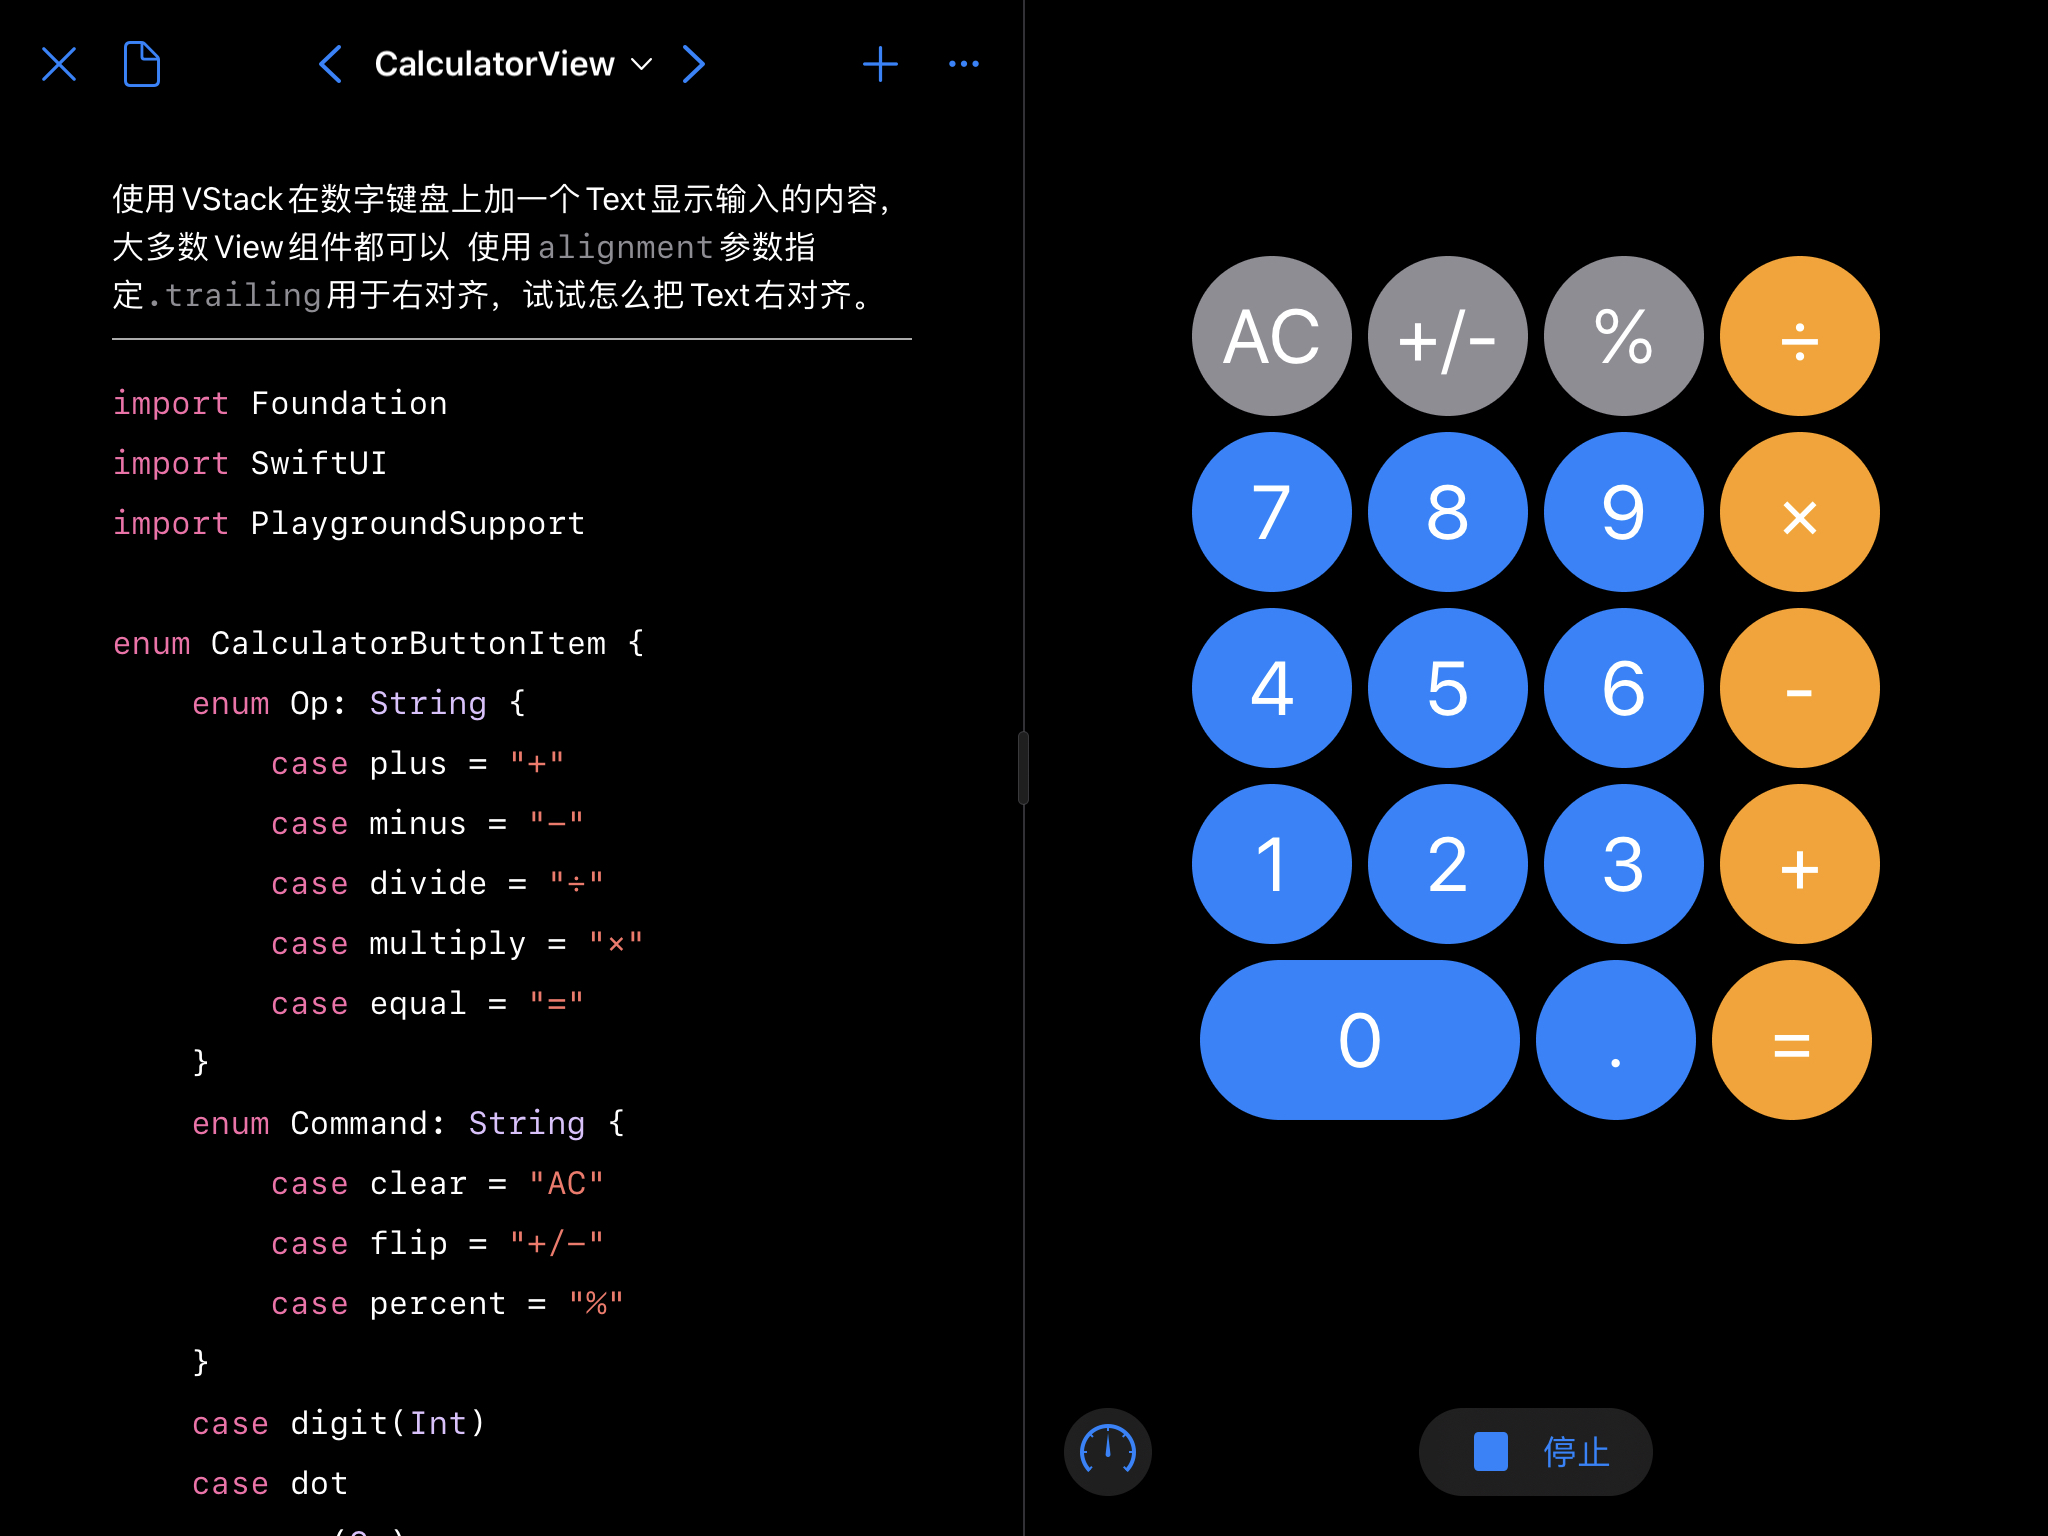 CalculatorView
使用VStack在数字键盘上加一个Text显示输入的内容，
大多数View组件都可以 使用alignment参数指
定.trailing用于右对齐，试试怎么把Text右对齐。
import Foundation
import SwiftUI
import PlaygroundSupport
enum CalculatorButtonItem {
enum Op: String {
case plus = "+"
case minus = "-"
case divide = "÷"
case multiply = "×"
case equal = "="
}
enum Command: String {
case clear = "AC"
case flip = "+/-"
case percent = "%"
}
case digit(Int)
case dot
AC +/- % ÷
7 8 9 ×
4 5 6 -
1 2 3 +
0 . =
停止